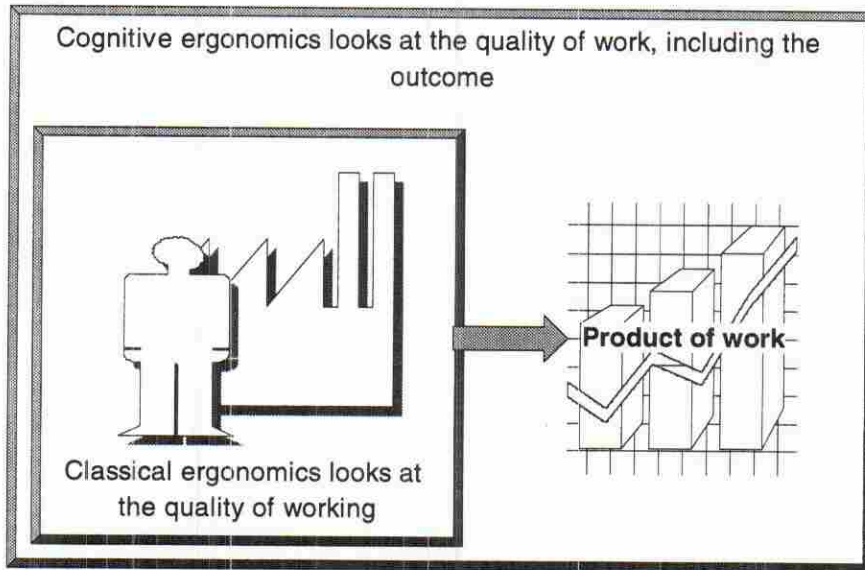 Cognitive ergonomics looks at the quality of work, including the
outcome
Product of work
Classical ergonomics looks at
the quality of working